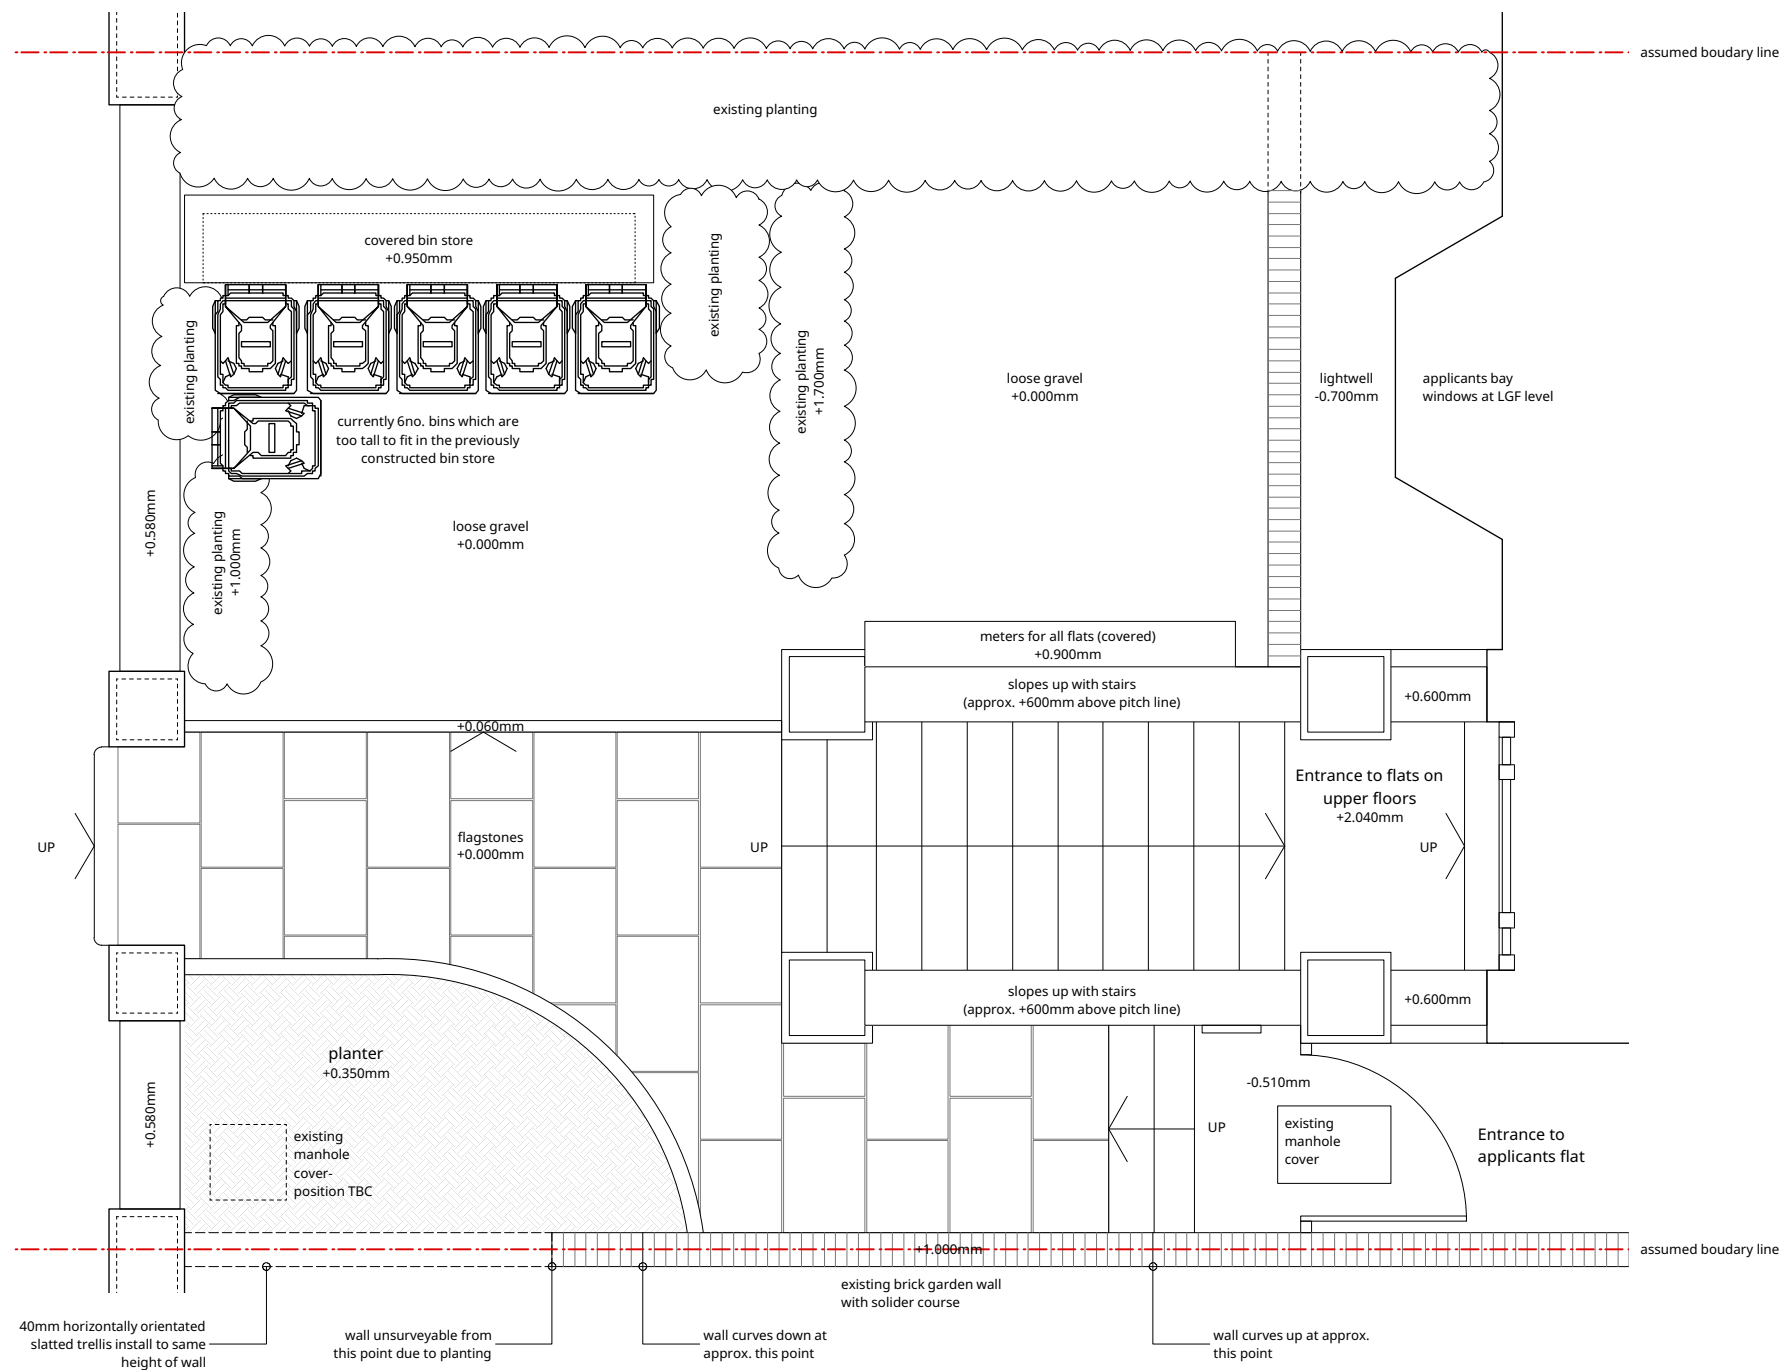 assumed boudary line
existing planting
covered bin store
+0.950mm
existing planting
existing planting
existing planting
+1.700mm
loose gravel
+0.000mm
lightwell
-0.700mm
applicants bay
windows at LGF level
currently 6no. bins which are
too tall to fit in the previously
constructed bin store
+0.580mm
existing planting
+1.000mm
loose gravel
+0.000mm
meters for all flats (covered)
+0.900mm
slopes up with stairs
(approx. +600mm above pitch line)
+0.600mm
+0.060mm
Entrance to flats on
upper floors
+2.040mm
UP
flagstones
+0.000mm
UP
UP
slopes up with stairs
(approx. +600mm above pitch line)
+0.600mm
planter
+0.350mm
+0.580mm
existing
manhole
cover-
position TBC
-0.510mm
UP
existing
manhole
cover
Entrance to
applicants flat
+1.000mm
assumed boudary line
existing brick garden wall
with solider course
40mm horizontally orientated
slatted trellis install to same
height of wall
wall unsurveyable from
this point due to planting
wall curves down at
approx. this point
wall curves up at approx.
this point